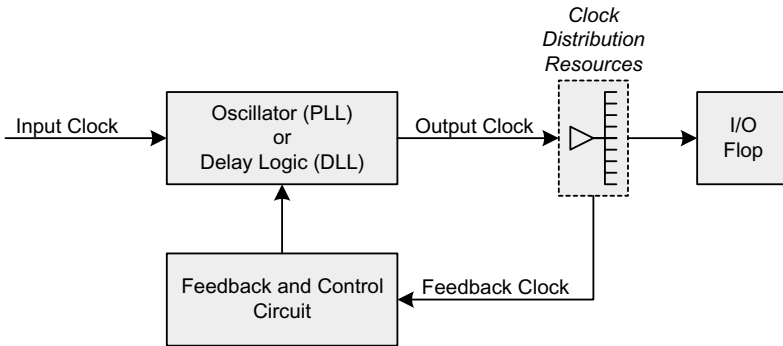 Clock
Distribution
Resources
Input Clock
Oscillator (PLL)
or
Delay Logic (DLL)
Output Clock
I/O
Flop
Feedback and Control
Circuit
Feedback Clock